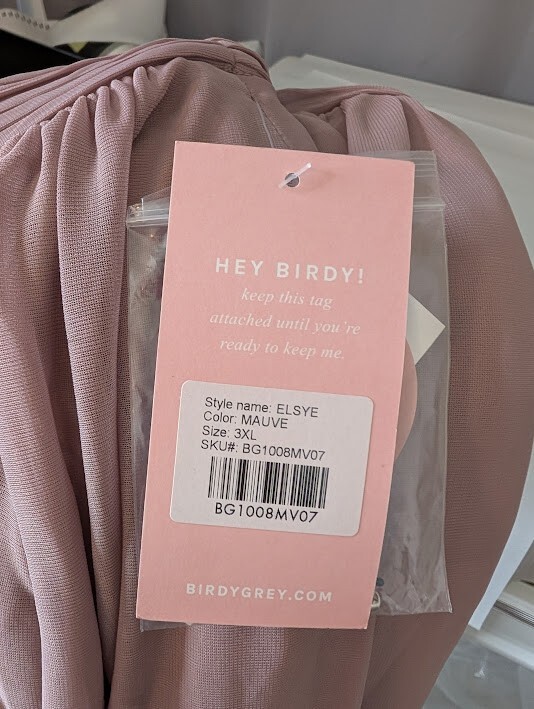 HEY BIRDY!
keep this tag
attached until you're
ready to keep me.
Style name: ELSYE
Color: MAUVE
Size: 3XL
SKU#: BG1008MV07
BG1008MV07
BIRDYGREY.COM